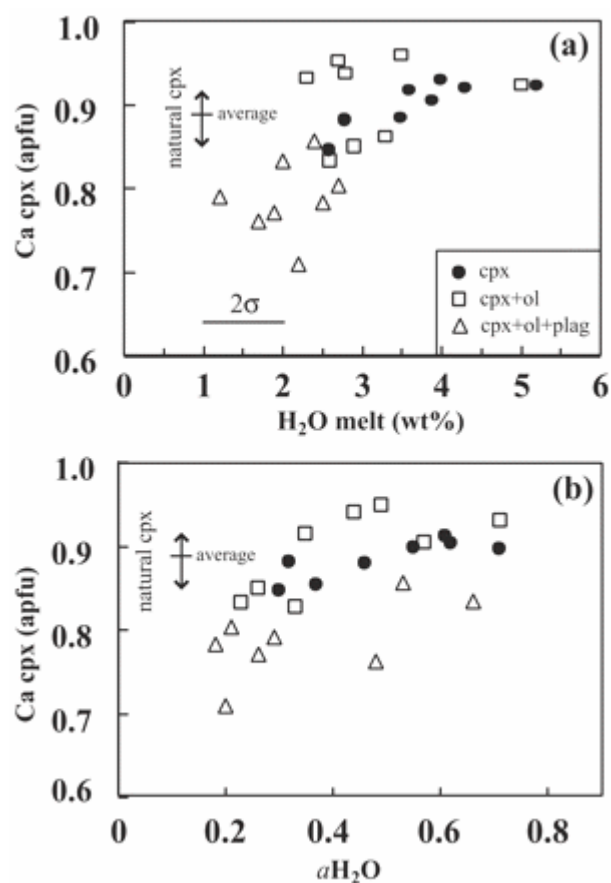 (a)
1.0
0.9
0.8
0.7
0.6
Ca cpx (apfu)
natural cpx
average
2σ
cpx
cpx+ol
cpx+ol+plag
0 1 2 3 4 5 6
H₂O melt (wt%)
(b)
1.0
0.9
0.8
0.7
0.6
Ca cpx (apfu)
natural cpx
average
0 0.2 0.4 0.6 0.8
aH₂O